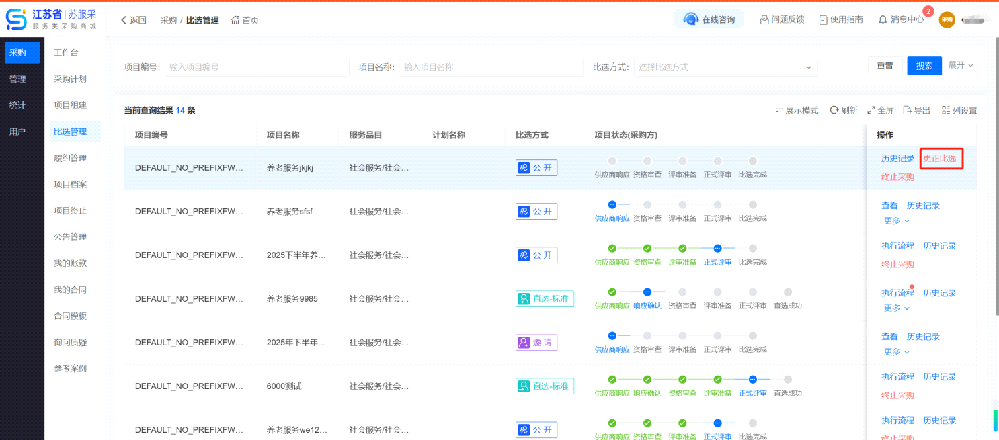 江苏省 | 苏服采
服务类采购商城
返回 采购 / 比选管理 首页
在线咨询 问题反馈 使用指南 消息中心 2 采购
采购
管理
统计
用户
工作台
采购计划
项目组建
比选管理
履约管理
项目档案
项目终止
公告管理
我的账款
我的合同
合同模板
询问质疑
参考案例
项目编号: 输入项目编号 项目名称: 输入项目名称 比选方式: 选择比选方式 重置 搜索 展开
当前查询结果 14 条 展示模式 刷新 全屏 导出 列设置
项目编号 项目名称 服务品目 计划名称 比选方式 项目状态(采购方) 操作
DEFAULT_NO_PREFIXFW... 养老服务jkjkj 社会服务/社会... 公开 供应商响应 资格审查 评审准备 正式评审 比选完成 历史记录 更正比选
终止采购
DEFAULT_NO_PREFIXFW... 养老服务sfsf 社会服务/社会... 公开 供应商响应 资格审查 评审准备 正式评审 比选完成 查看 历史记录
更多
DEFAULT_NO_PREFIXFW... 2025下半年养... 社会服务/社会... 公开 供应商响应 资格审查 评审准备 正式评审 比选完成 执行流程 历史记录
终止采购
DEFAULT_NO_PREFIXFW... 养老服务9985 社会服务/社会... 直选-标准 供应商响应 响应确认 资格审查 评审准备 正式评审 直选成功 执行流程 历史记录
更多
DEFAULT_NO_PREFIXFW... 2025年下半年... 社会服务/社会... 邀请 供应商响应 资格审查 评审准备 正式评审 比选完成 查看 历史记录
更多
DEFAULT_NO_PREFIXFW... 6000测试 社会服务/社会... 直选-标准 供应商响应 响应确认 资格审查 评审准备 正式评审 直选成功 执行流程 历史记录
终止采购
DEFAULT_NO_PREFIXFW... 养老服务we12... 社会服务/社会... 公开 供应商响应 资格审查 评审准备 正式评审 比选完成 执行流程 历史记录
终止采购